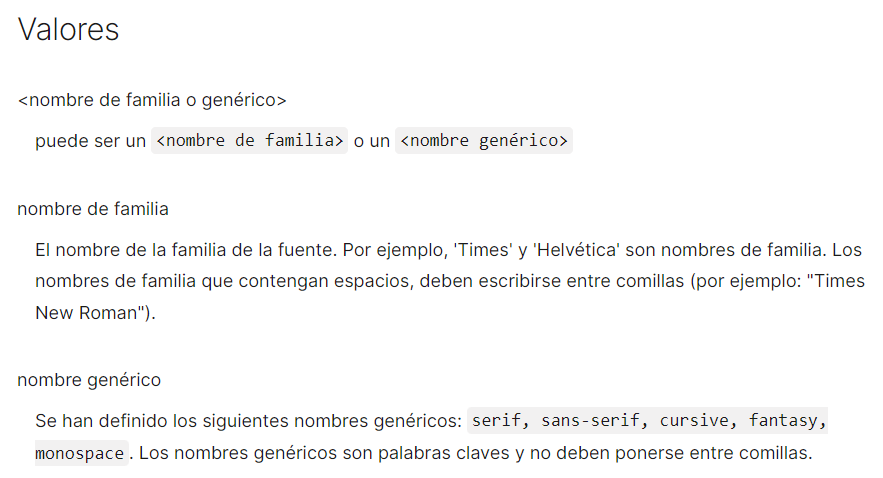 Valores
<nombre de familia o genérico>
puede ser un <nombre de familia> o un <nombre genérico>
nombre de familia
El nombre de la familia de la fuente. Por ejemplo, 'Times' y 'Helvética' son nombres de familia. Los
nombres de familia que contengan espacios, deben escribirse entre comillas (por ejemplo: "Times
New Roman").
nombre genérico
Se han definido los siguientes nombres genéricos: serif, sans-serif, cursive, fantasy,
monospace. Los nombres genéricos son palabras claves y no deben ponerse entre comillas.